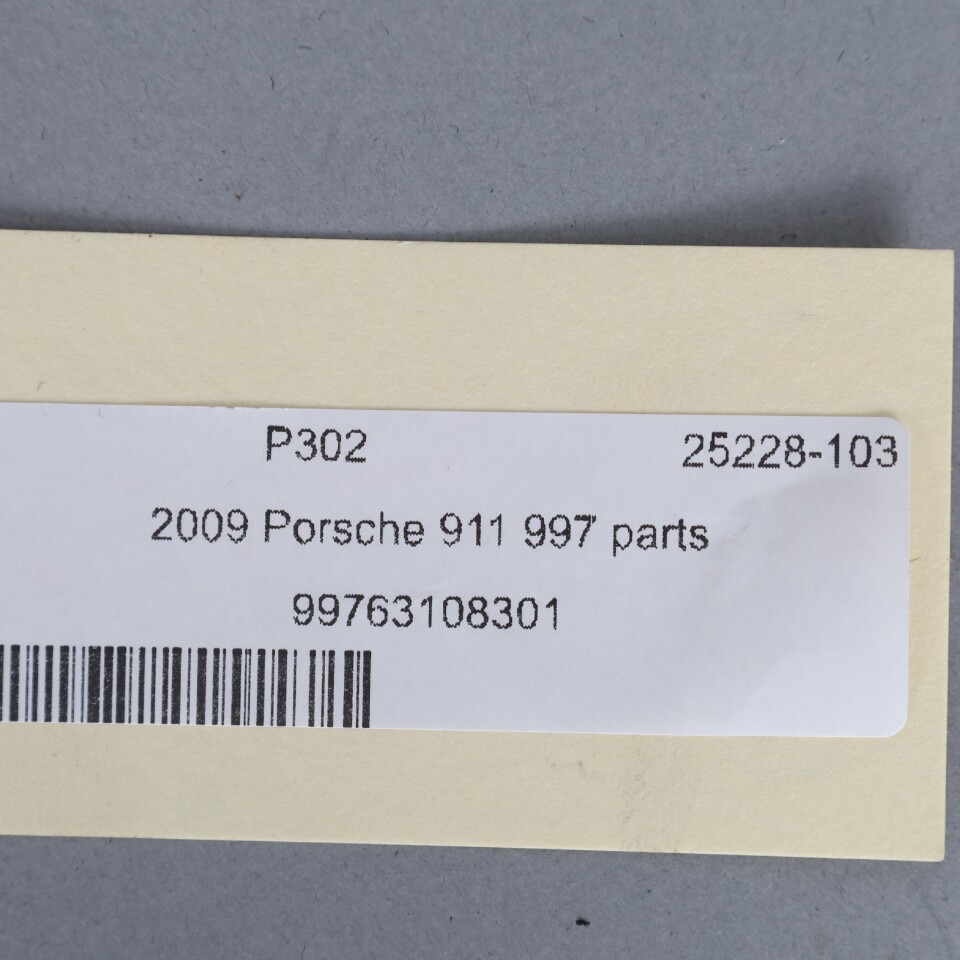 P302 25228-103
2009 Porsche 911 997 parts
99763108301